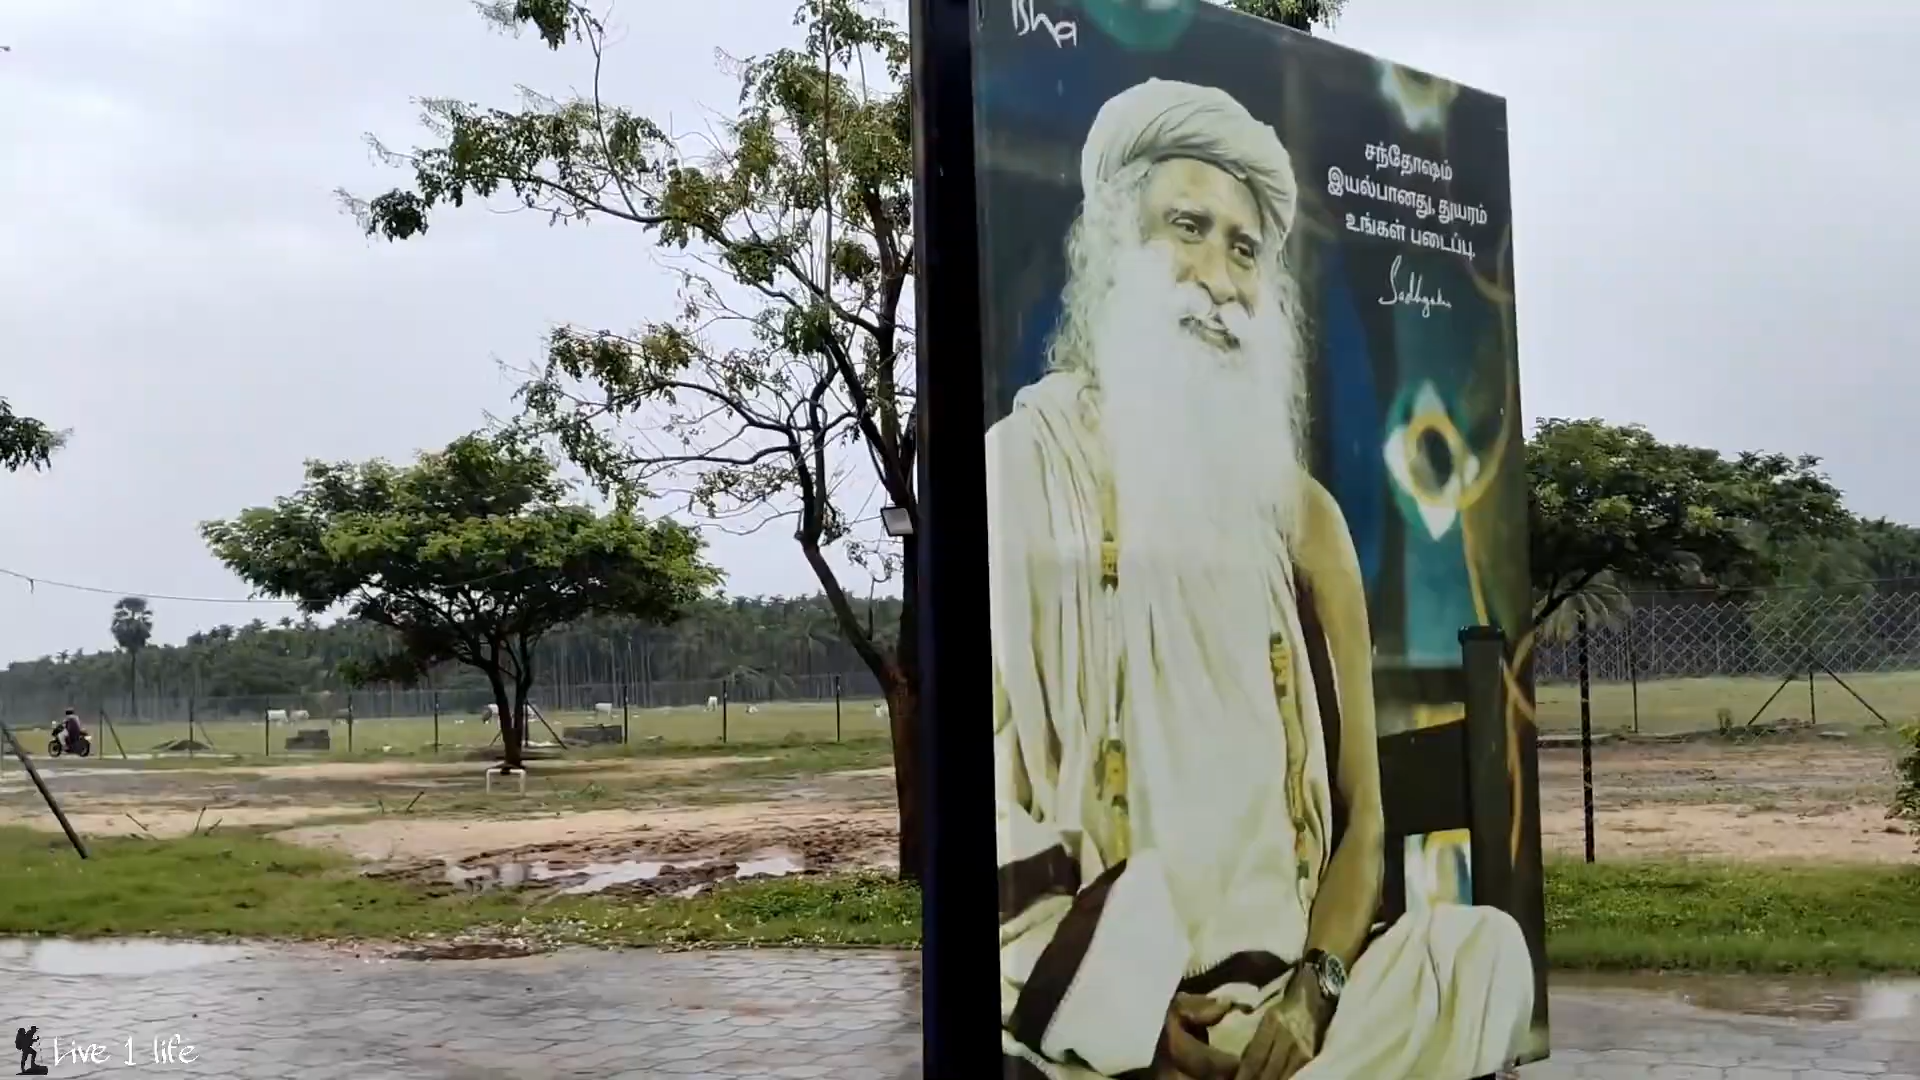 Isha
சந்தோஷம்
இயல்பானது, துயரம்
உங்கள் படைப்பு.
Sadhguru
Live 1 life